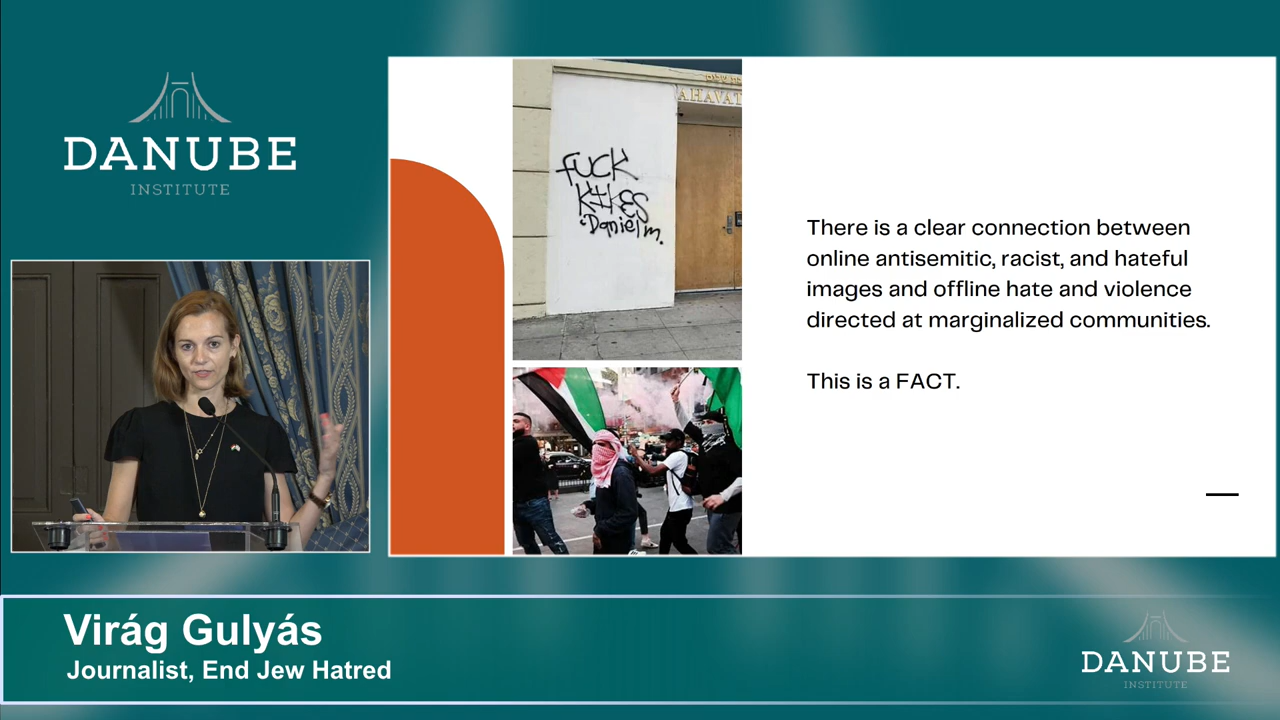 DANUBE
INSTITUTE
AHAVAT
FUCK
KIKES
Daniel m.
There is a clear connection between
online antisemitic, racist, and hateful
images and offline hate and violence
directed at marginalized communities.
This is a FACT.
Virág Gulyás
Journalist, End Jew Hatred
DANUBE
INSTITUTE